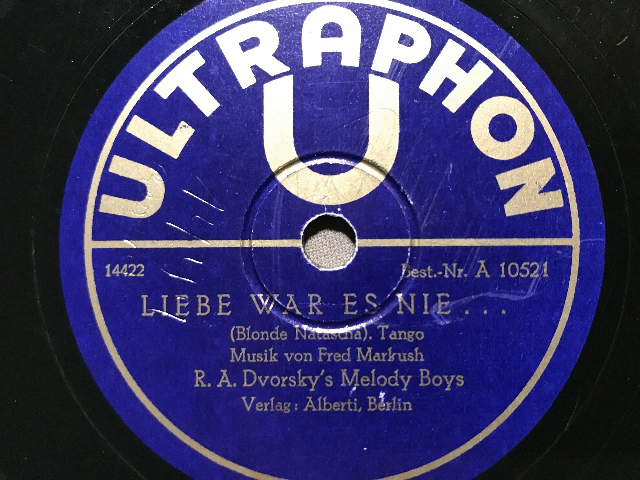 ULTRAPHON
U
14422 Best.-Nr. A 10521
LIEBE WAR ES NIE...
(Blonde Natascha). Tango
Musik von Fred Markush
R. A. Dvorsky's Melody Boys
Verlag: Alberti, Berlin